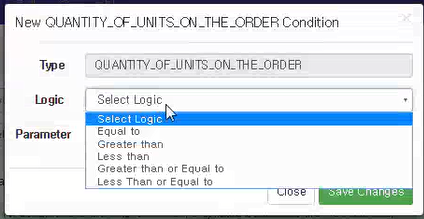 New QUANTITY_OF_UNITS_ON_THE_ORDER Condition
Type QUANTITY_OF_UNITS_ON_THE_ORDER
Logic Select Logic
Select Logic
Equal to
Parameter Greater than
Less than
Greater than or Equal to
Less Than or Equal to
Close Save Changes